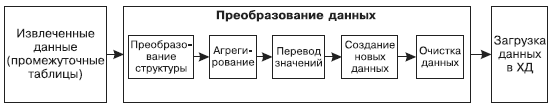 Извлеченные
данные
(промежуточные
таблицы)
Преобразование данных
Преобразо-
вание
структуры
Агреги-
рование
Перевод
значений
Создание
новых
данных
Очистка
данных
Загрузка
данных
в ХД